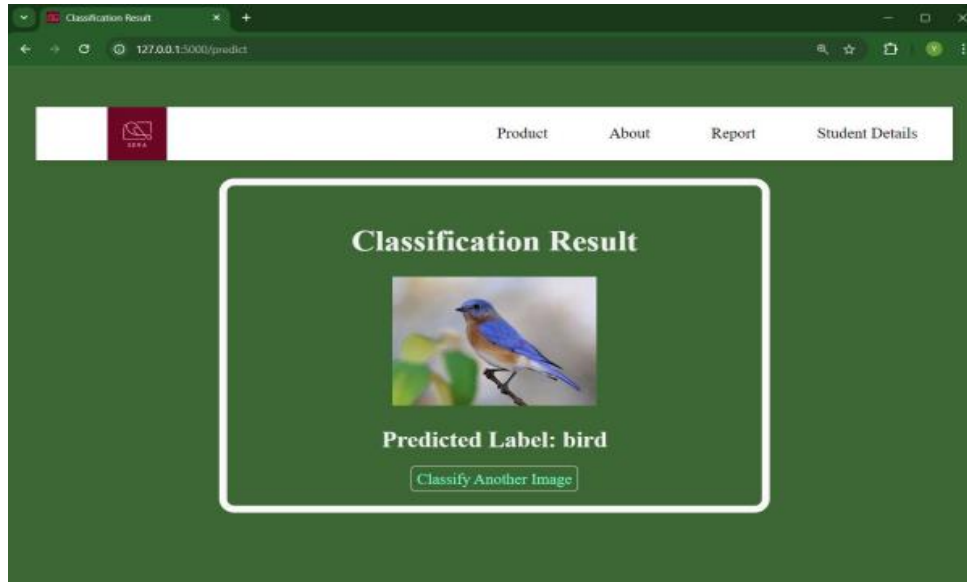 Classification Result
127.0.0.1:5000/predict
Product About Report Student Details
Classification Result
Predicted Label: bird
Classify Another Image